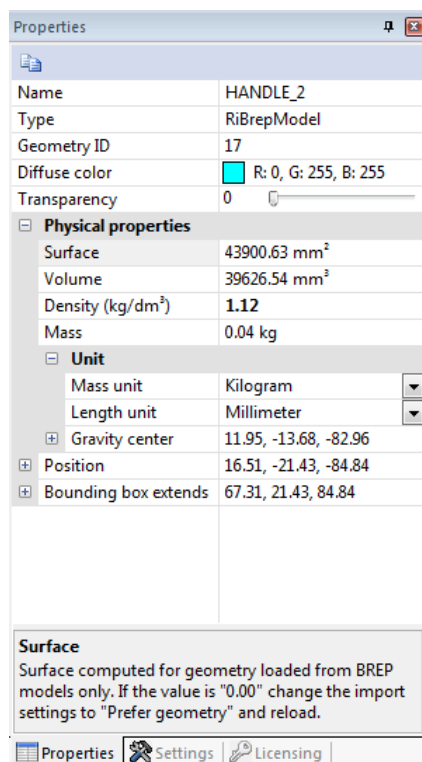 Properties
Name HANDLE_2
Type RiBrepModel
Geometry ID 17
Diffuse color R: 0, G: 255, B: 255
Transparency 0
Physical properties
Surface 43900.63 mm²
Volume 39626.54 mm³
Density (kg/dm³) 1.12
Mass 0.04 kg
Unit
Mass unit Kilogram
Length unit Millimeter
Gravity center 11.95, -13.68, -82.96
Position 16.51, -21.43, -84.84
Bounding box extends 67.31, 21.43, 84.84
Surface
Surface computed for geometry loaded from BREP
models only. If the value is "0.00" change the import
settings to "Prefer geometry" and reload.
Properties Settings Licensing